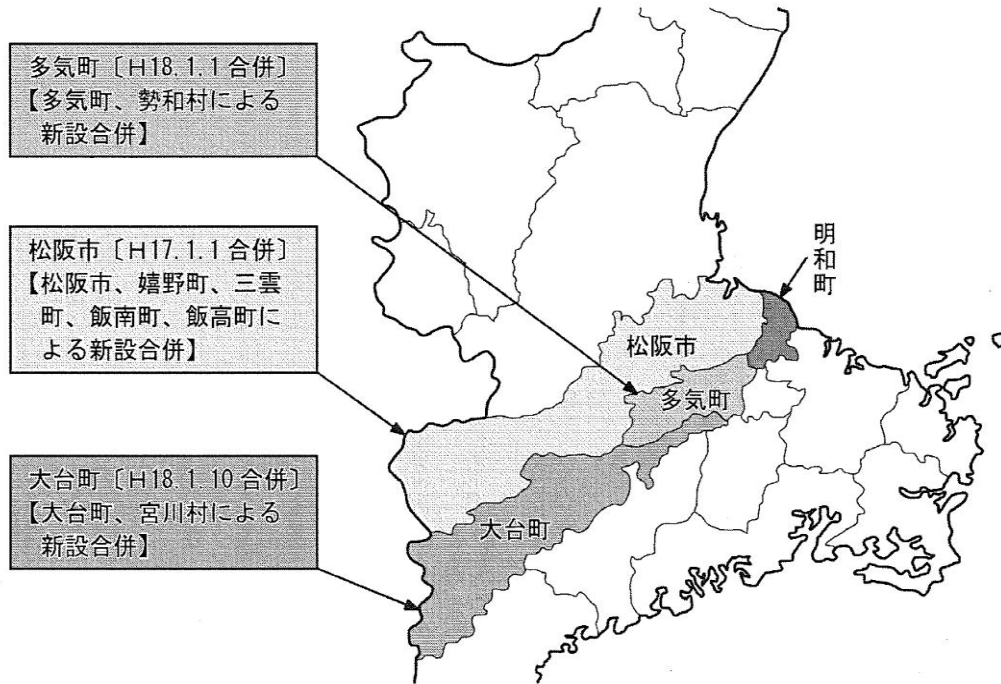 多気町〔H18.1.1合併〕
【多気町、勢和村による
新設合併】
松阪市〔H17.1.1合併〕
【松阪市、嬉野町、三雲
町、飯南町、飯高町に
よる新設合併】
大台町〔H18.1.10合併〕
【大台町、宮川村による
新設合併】
明和町
松阪市
多気町
大台町